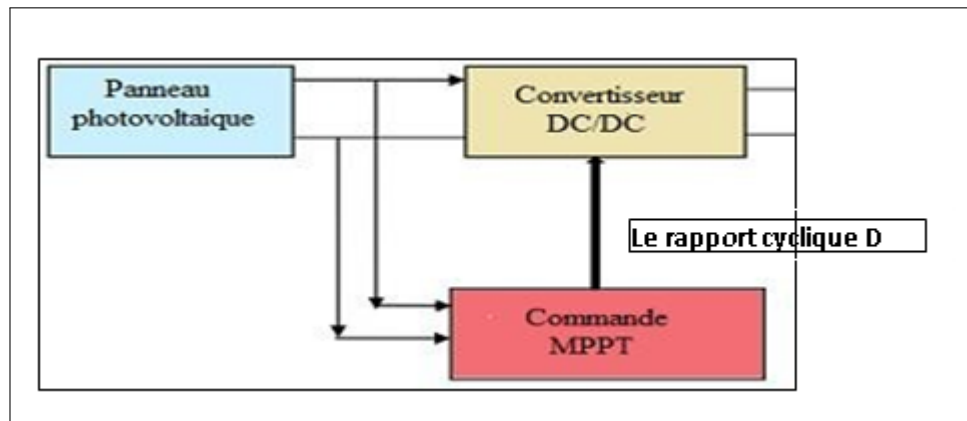 Panneau
photovoltaique
Convertisseur
DC/DC
Le rapport cyclique D
Commande
MPPT